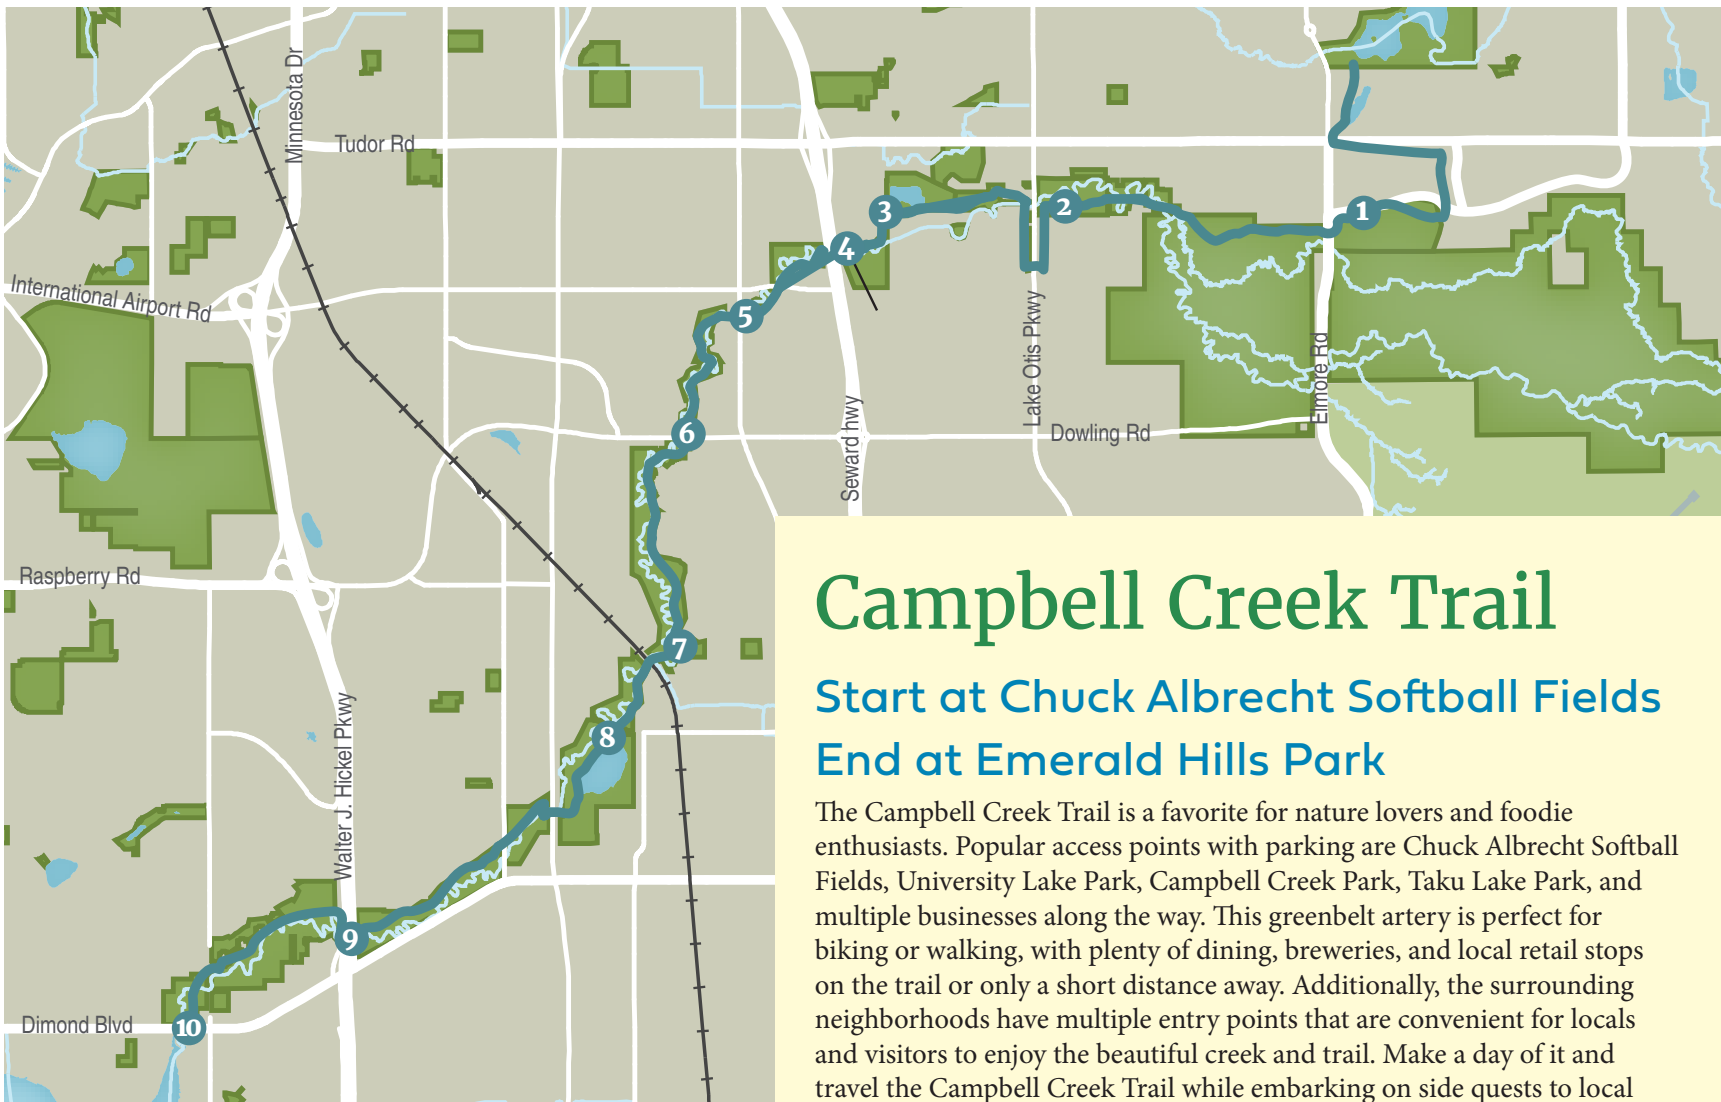 Minnesota Dr
Tudor Rd
International Airport Rd
1
2
3
4
5
6
7
8
9
10
Lake Otis Pkwy
Elmore Rd
Seward hwy
Dowling Rd
Raspberry Rd
Walter J. Hickel Pkwy
Dimond Blvd
Campbell Creek Trail
Start at Chuck Albrecht Softball Fields
End at Emerald Hills Park
The Campbell Creek Trail is a favorite for nature lovers and foodie
enthusiasts. Popular access points with parking are Chuck Albrecht Softball
Fields, University Lake Park, Campbell Creek Park, Taku Lake Park, and
multiple businesses along the way. This greenbelt artery is perfect for
biking or walking, with plenty of dining, breweries, and local retail stops
on the trail or only a short distance away. Additionally, the surrounding
neighborhoods have multiple entry points that are convenient for locals
and visitors to enjoy the beautiful creek and trail. Make a day of it and
travel the Campbell Creek Trail while embarking on side quests to local